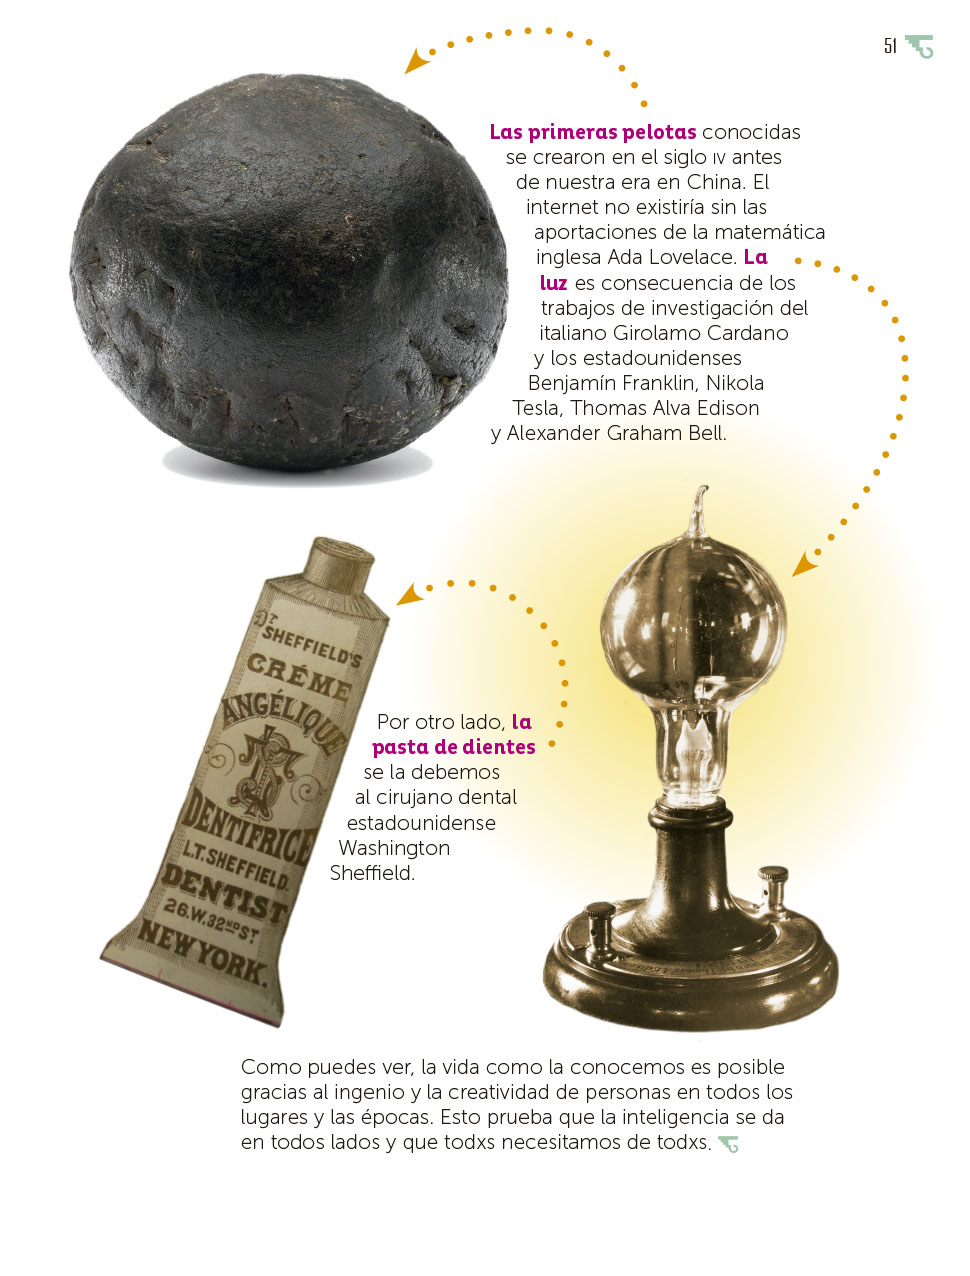 51
Las primeras pelotas conocidas
se crearon en el siglo IV antes
de nuestra era en China. El
internet no existiría sin las
aportaciones de la matemática
inglesa Ada Lovelace. La
luz es consecuencia de los
trabajos de investigación del
italiano Girolamo Cardano
y los estadounidenses
Benjamín Franklin, Nikola
Tesla, Thomas Alva Edison
y Alexander Graham Bell.
DR.
SHEFFIELD'S
CRÉME
ANGÉLIQUE
DENTIFRICE
L.T. SHEFFIELD.
DENTIST
26.W.32ND ST.
NEW YORK.
Por otro lado, la
pasta de dientes
se la debemos
al cirujano dental
estadounidense
Washington
Sheffield.
Como puedes ver, la vida como la conocemos es posible
gracias al ingenio y la creatividad de personas en todos los
lugares y las épocas. Esto prueba que la inteligencia se da
en todos lados y que todxs necesitamos de todxs.